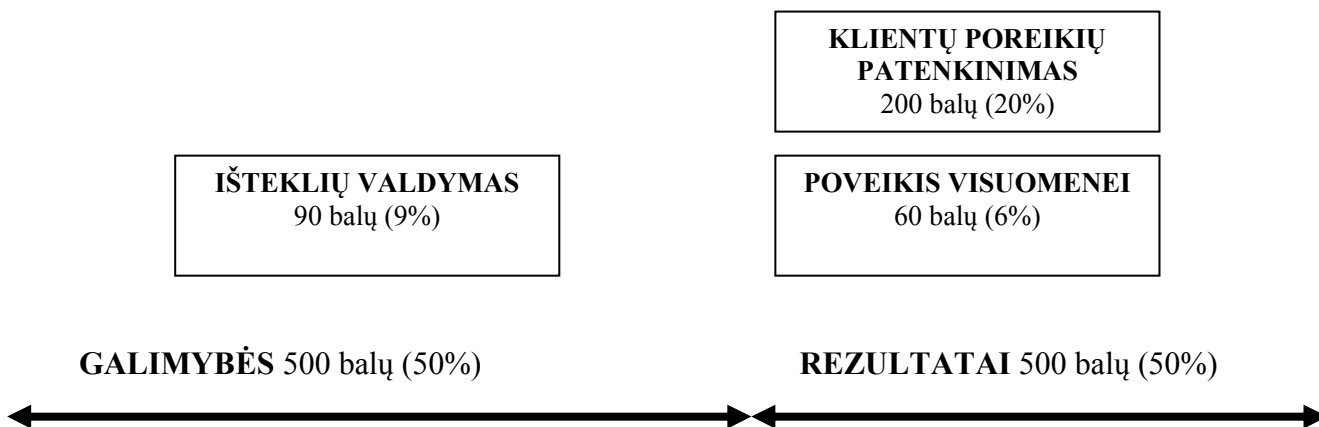 KLIENTŲ POREIKIŲ
PATENKINIMAS
200 balų (20%)
IŠTEKLIŲ VALDYMAS
90 balų (9%)
POVEIKIS VISUOMENEI
60 balų (6%)
GALIMYBĖS 500 balų (50%)
REZULTATAI 500 balų (50%)